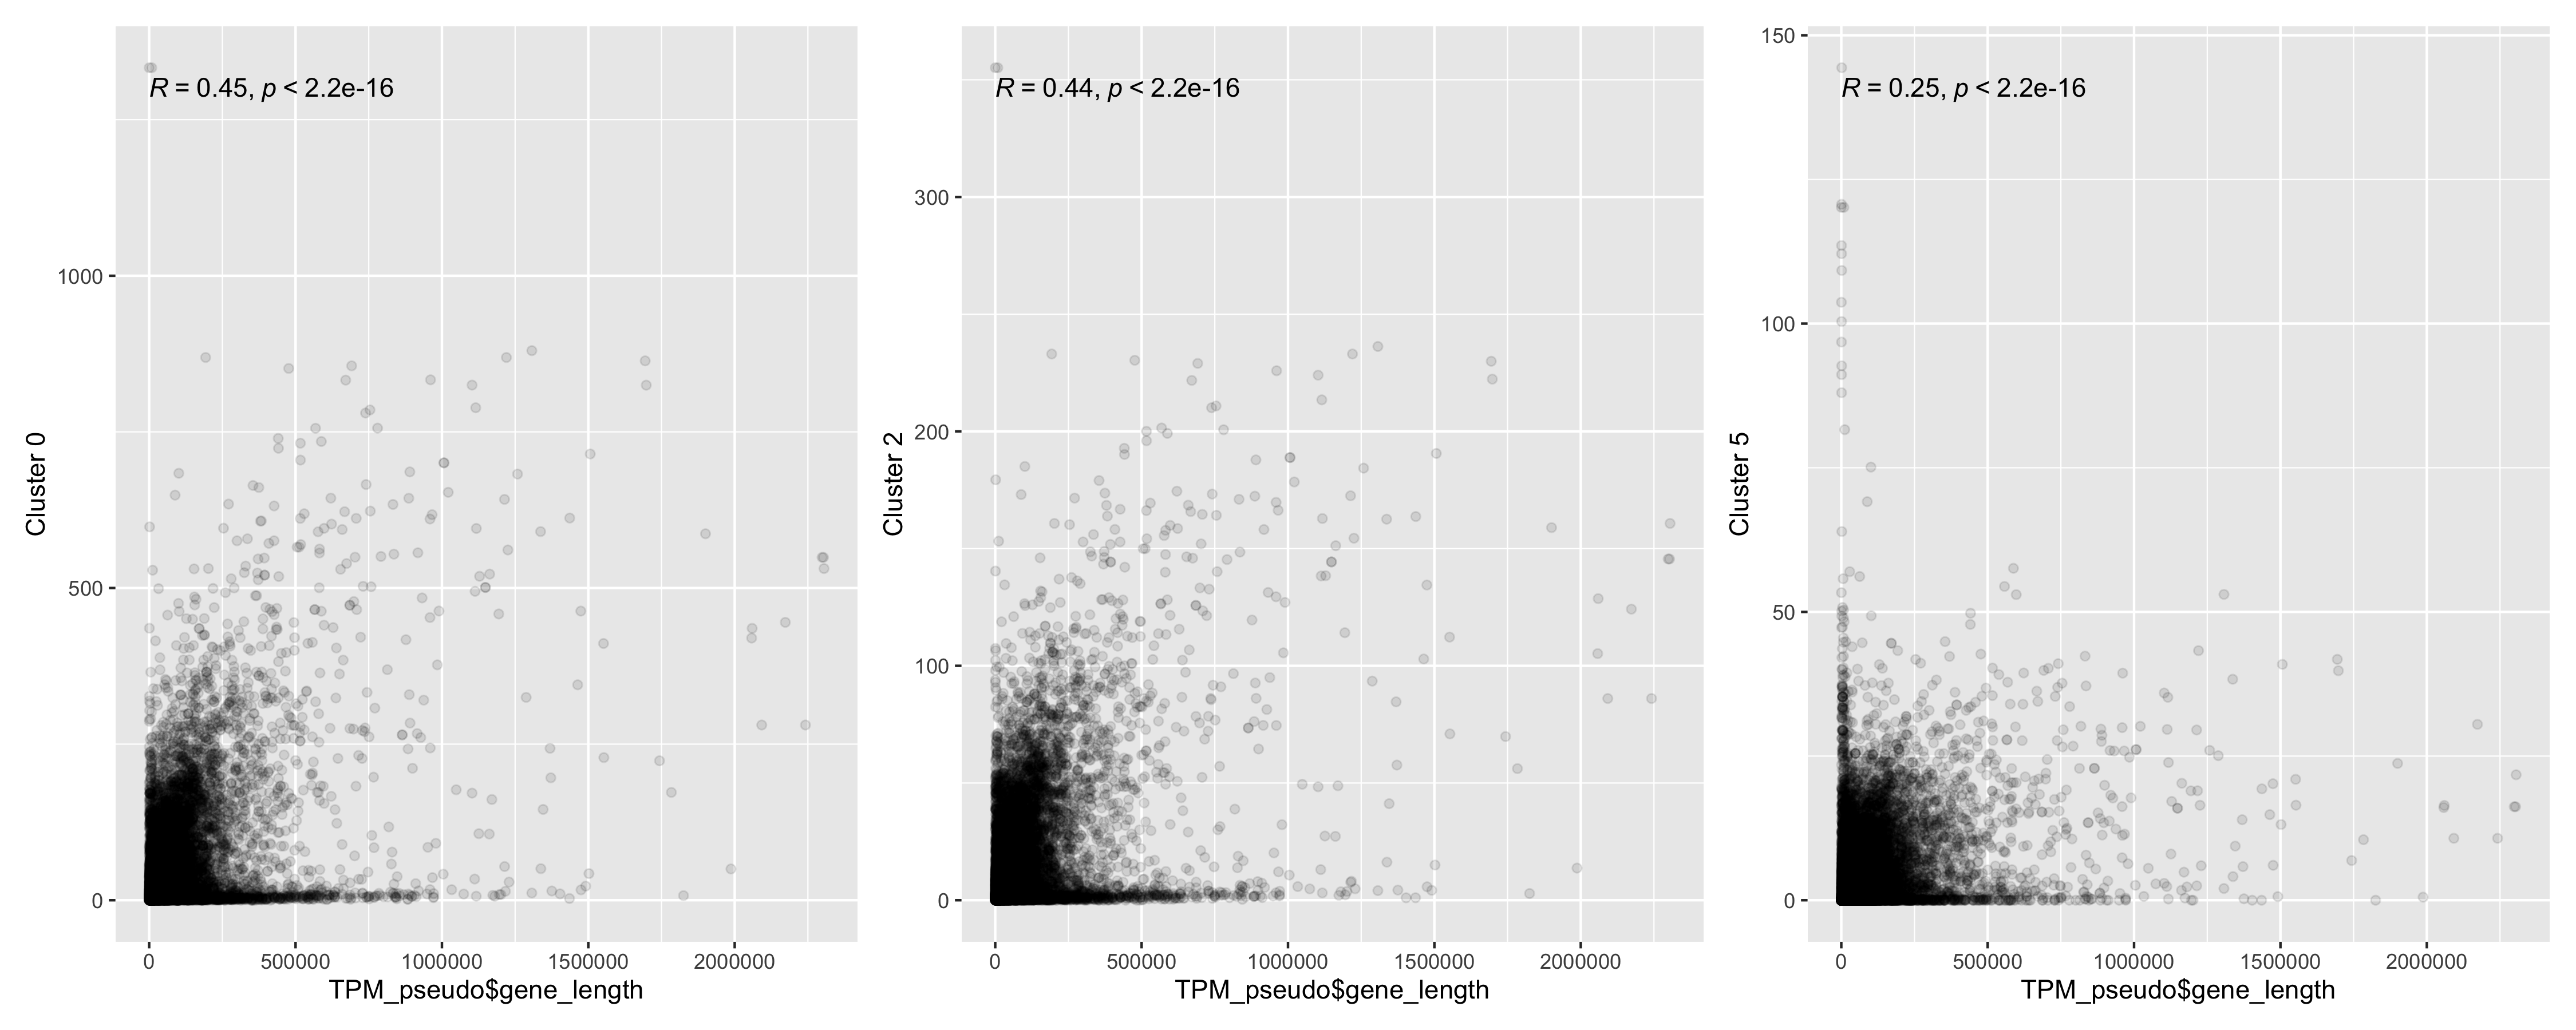 R = 0.45, p < 2.2e-16
1000
500
0
Cluster 0
0 500000 1000000 1500000 2000000
TPM_pseudo$gene_length
R = 0.44, p < 2.2e-16
300
200
100
0
Cluster 2
0 500000 1000000 1500000 2000000
TPM_pseudo$gene_length
150
R = 0.25, p < 2.2e-16
100
50
0
Cluster 5
0 500000 1000000 1500000 2000000
TPM_pseudo$gene_length